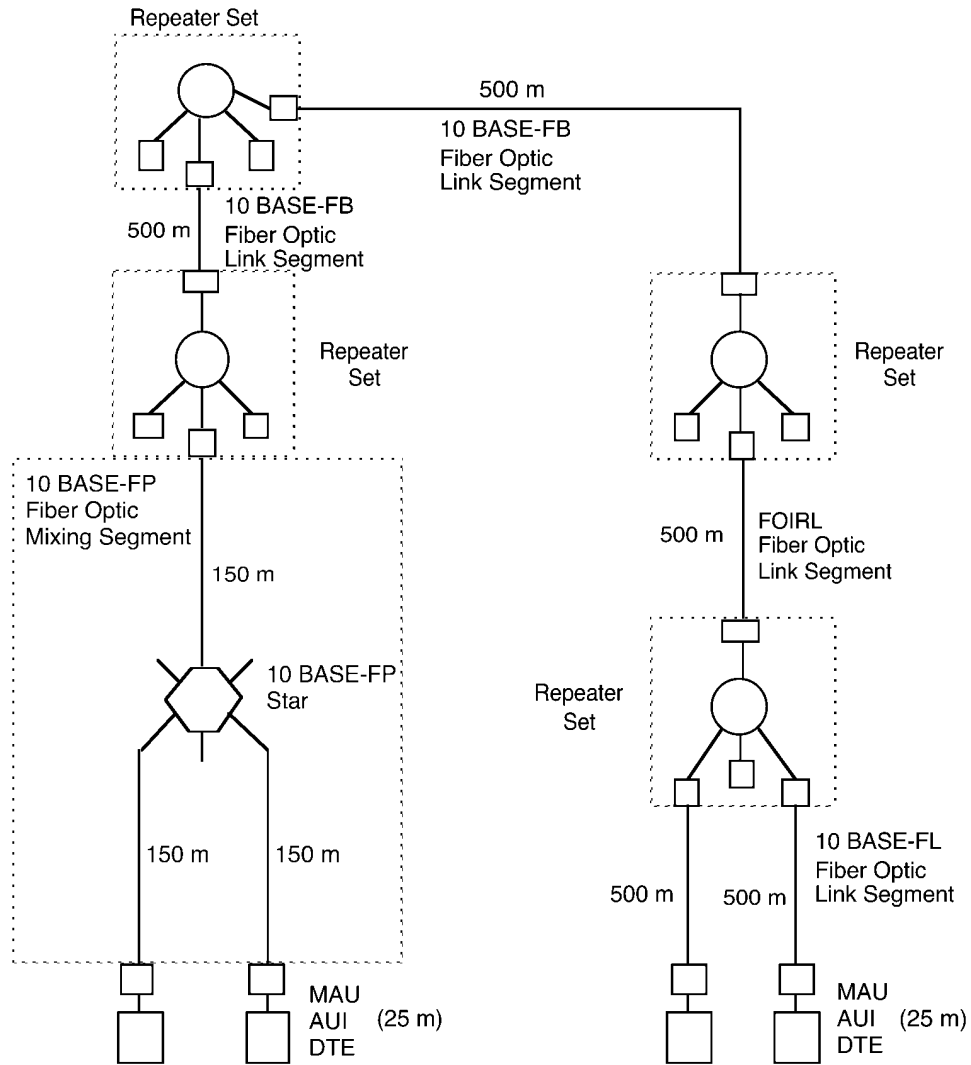 Repeater Set
500 m
10 BASE-FB
Fiber Optic
Link Segment
10 BASE-FB
Fiber Optic
Link Segment
500 m
Repeater
Set
Repeater
Set
10 BASE-FP
Fiber Optic
Mixing Segment
150 m
500 m
FOIRL
Fiber Optic
Link Segment
10 BASE-FP
Star
Repeater
Set
150 m
150 m
10 BASE-FL
Fiber Optic
Link Segment
500 m
500 m
MAU
AUI (25 m)
DTE
MAU
AUI (25 m)
DTE